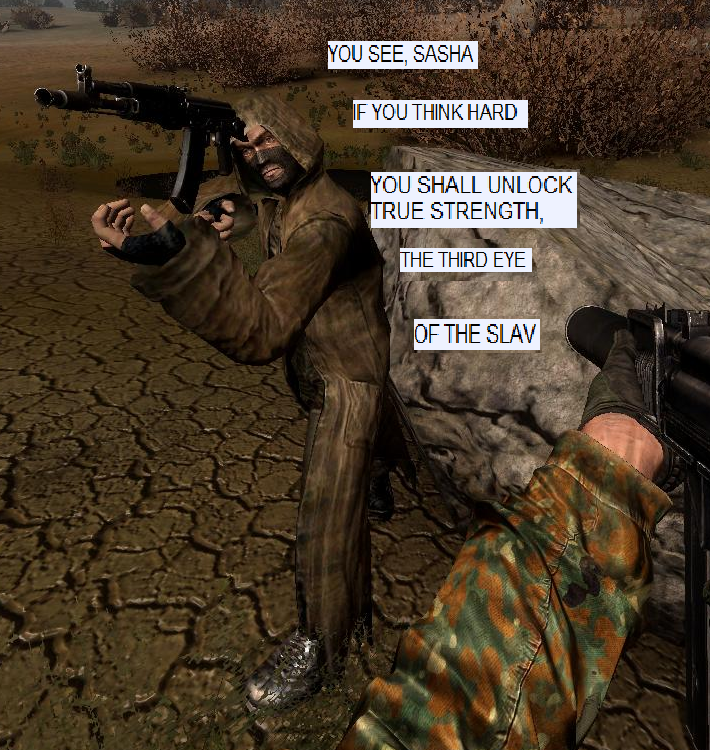 YOU SEE, SASHA
IF YOU THINK HARD
YOU SHALL UNLOCK
TRUE STRENGTH,
THE THIRD EYE
OF THE SLAV